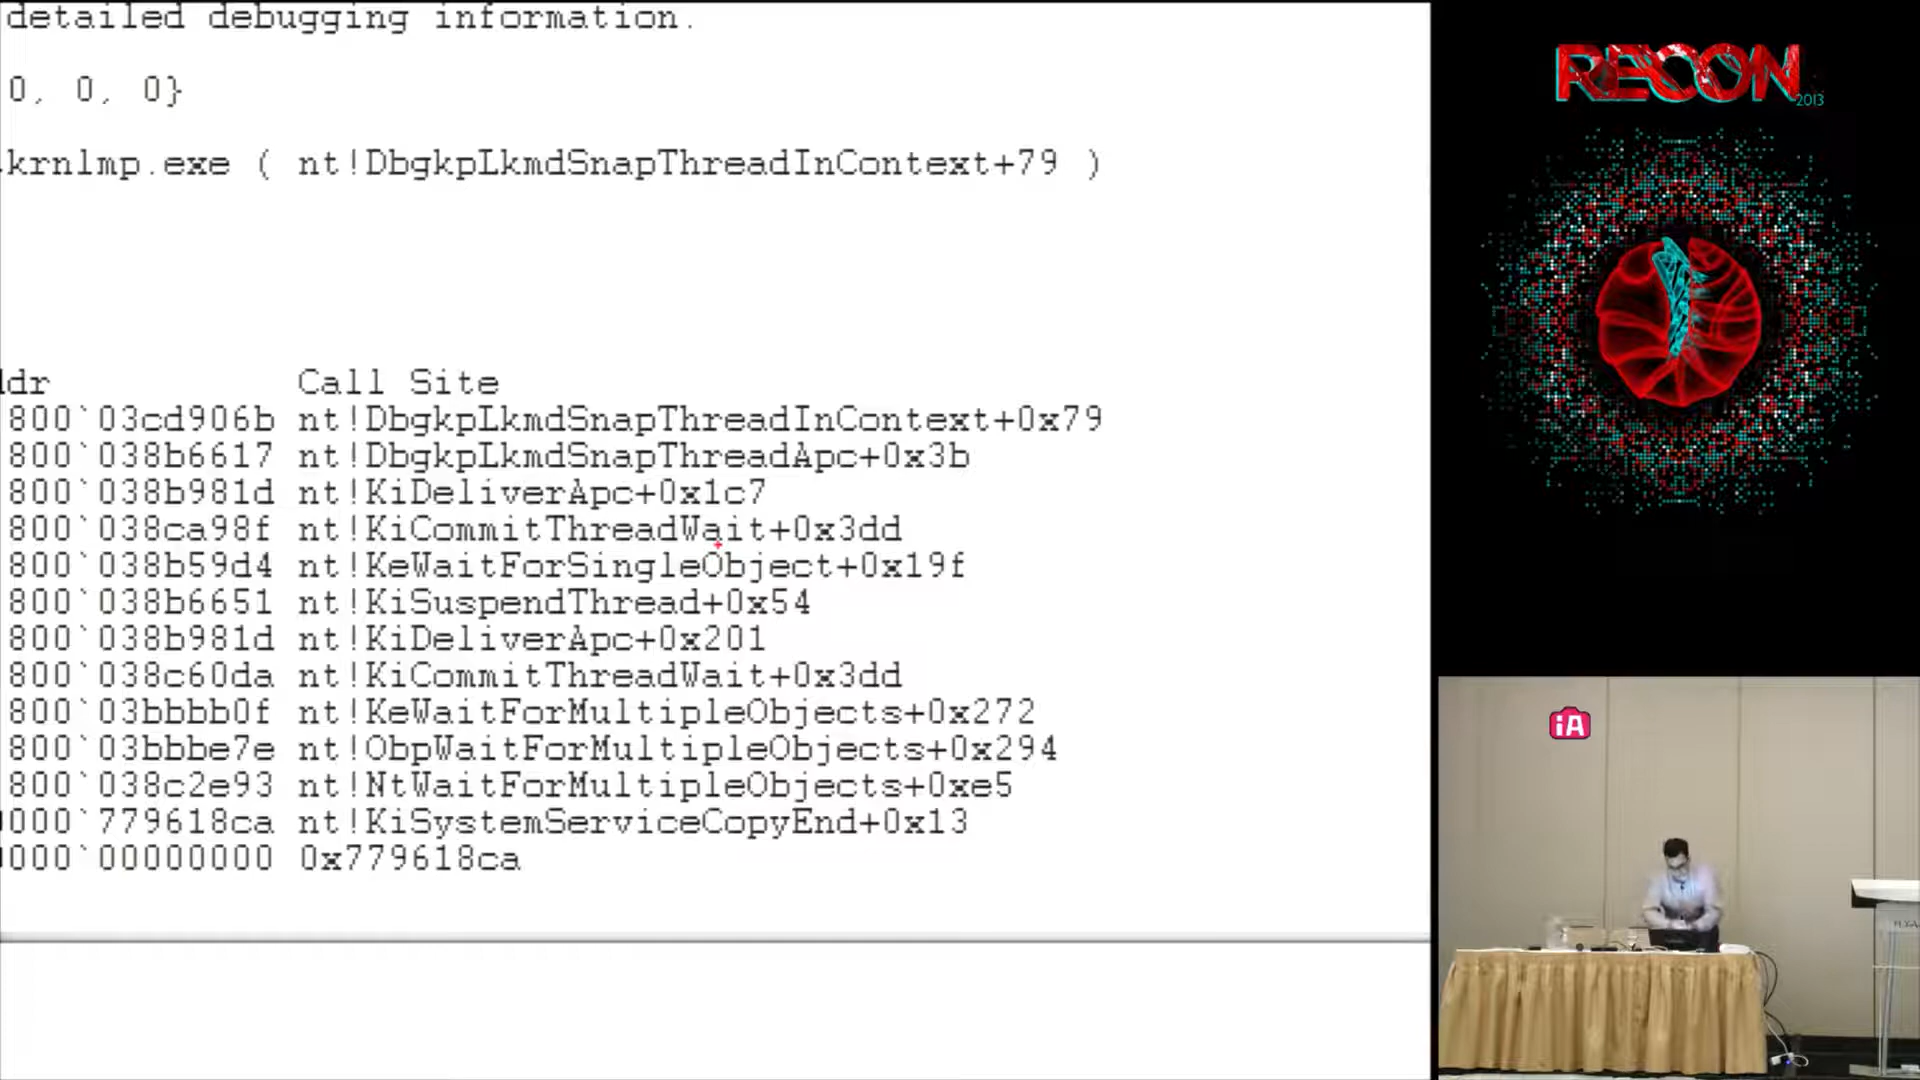 detailed debugging information.
0, 0, 0}
.krnlmp.exe ( nt!DbgkpLkmdSnapThreadInContext+79 )
ddr Call Site
800`03cd906b nt!DbgkpLkmdSnapThreadInContext+0x79
800`038b6617 nt!DbgkpLkmdSnapThreadApc+0x3b
800`038b981d nt!KiDeliverApc+0x1c7
800`038ca98f nt!KiCommitThreadWait+0x3dd
800`038b59d4 nt!KeWaitForSingleObject+0x19f
800`038b6651 nt!KiSuspendThread+0x54
800`038b981d nt!KiDeliverApc+0x201
800`038c60da nt!KiCommitThreadWait+0x3dd
800`03bbbb0f nt!KeWaitForMultipleObjects+0x272
800`03bbbe7e nt!ObpWaitForMultipleObjects+0x294
800`038c2e93 nt!NtWaitForMultipleObjects+0xe5
0000`779618ca nt!KiSystemServiceCopyEnd+0x13
0000`00000000 0x779618ca
RECON
2013
iA